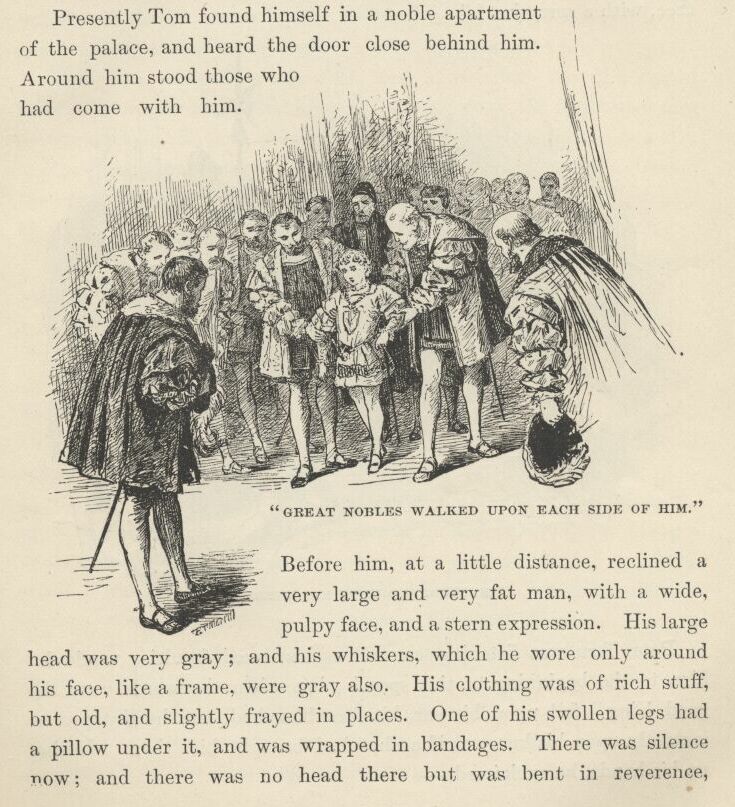 Presently Tom found himself in a noble apartment
of the palace, and heard the door close behind him.
Around him stood those who
had come with him.
"GREAT NOBLES WALKED UPON EACH SIDE OF HIM."
Before him, at a little distance, reclined a
very large and very fat man, with a wide,
pulpy face, and a stern expression. His large
head was very gray; and his whiskers, which he wore only around
his face, like a frame, were gray also. His clothing was of rich stuff,
but old, and slightly frayed in places. One of his swollen legs had
a pillow under it, and was wrapped in bandages. There was silence
now; and there was no head there but was bent in reverence,